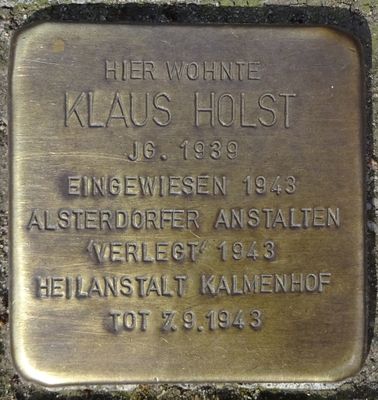 HIER WOHNTE
KLAUS HOLST
JG. 1939
EINGEWIESEN 1943
ALSTERDORFER ANSTALTEN
'VERLEGT' 1943
HEILANSTALT KALMENHOF
TOT 7.9.1943